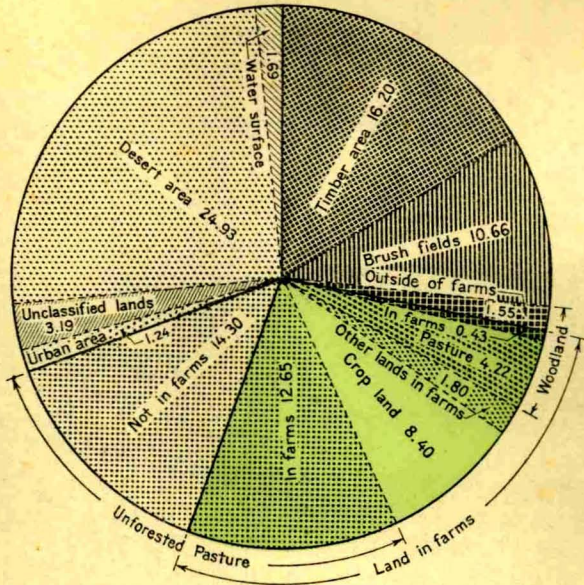 1.69
Water surface
Timber area 16.20
Desert area 24.93
Brush fields 10.66
Outside of farms
1.55
In farms 0.43
Pasture 4.22
Other lands in farms
1.80
Crop land 8.40
Woodland
Unclassified lands
3.19
Urban area
1.24
Not in farms 14.30
In farms 12.65
Unforested Pasture
Land in farms